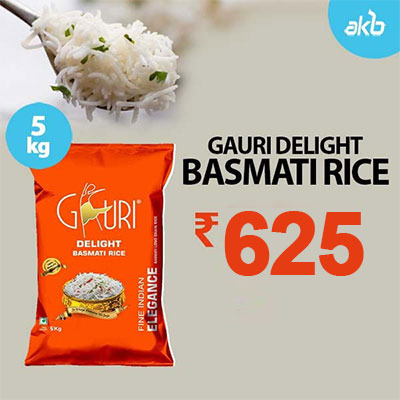 akb
5
kg
GAURI DELIGHT
BASMATI RICE
₹625
GAURI
DELIGHT
BASMATI RICE
FINE INDIAN
ELEGANCE
5Kg